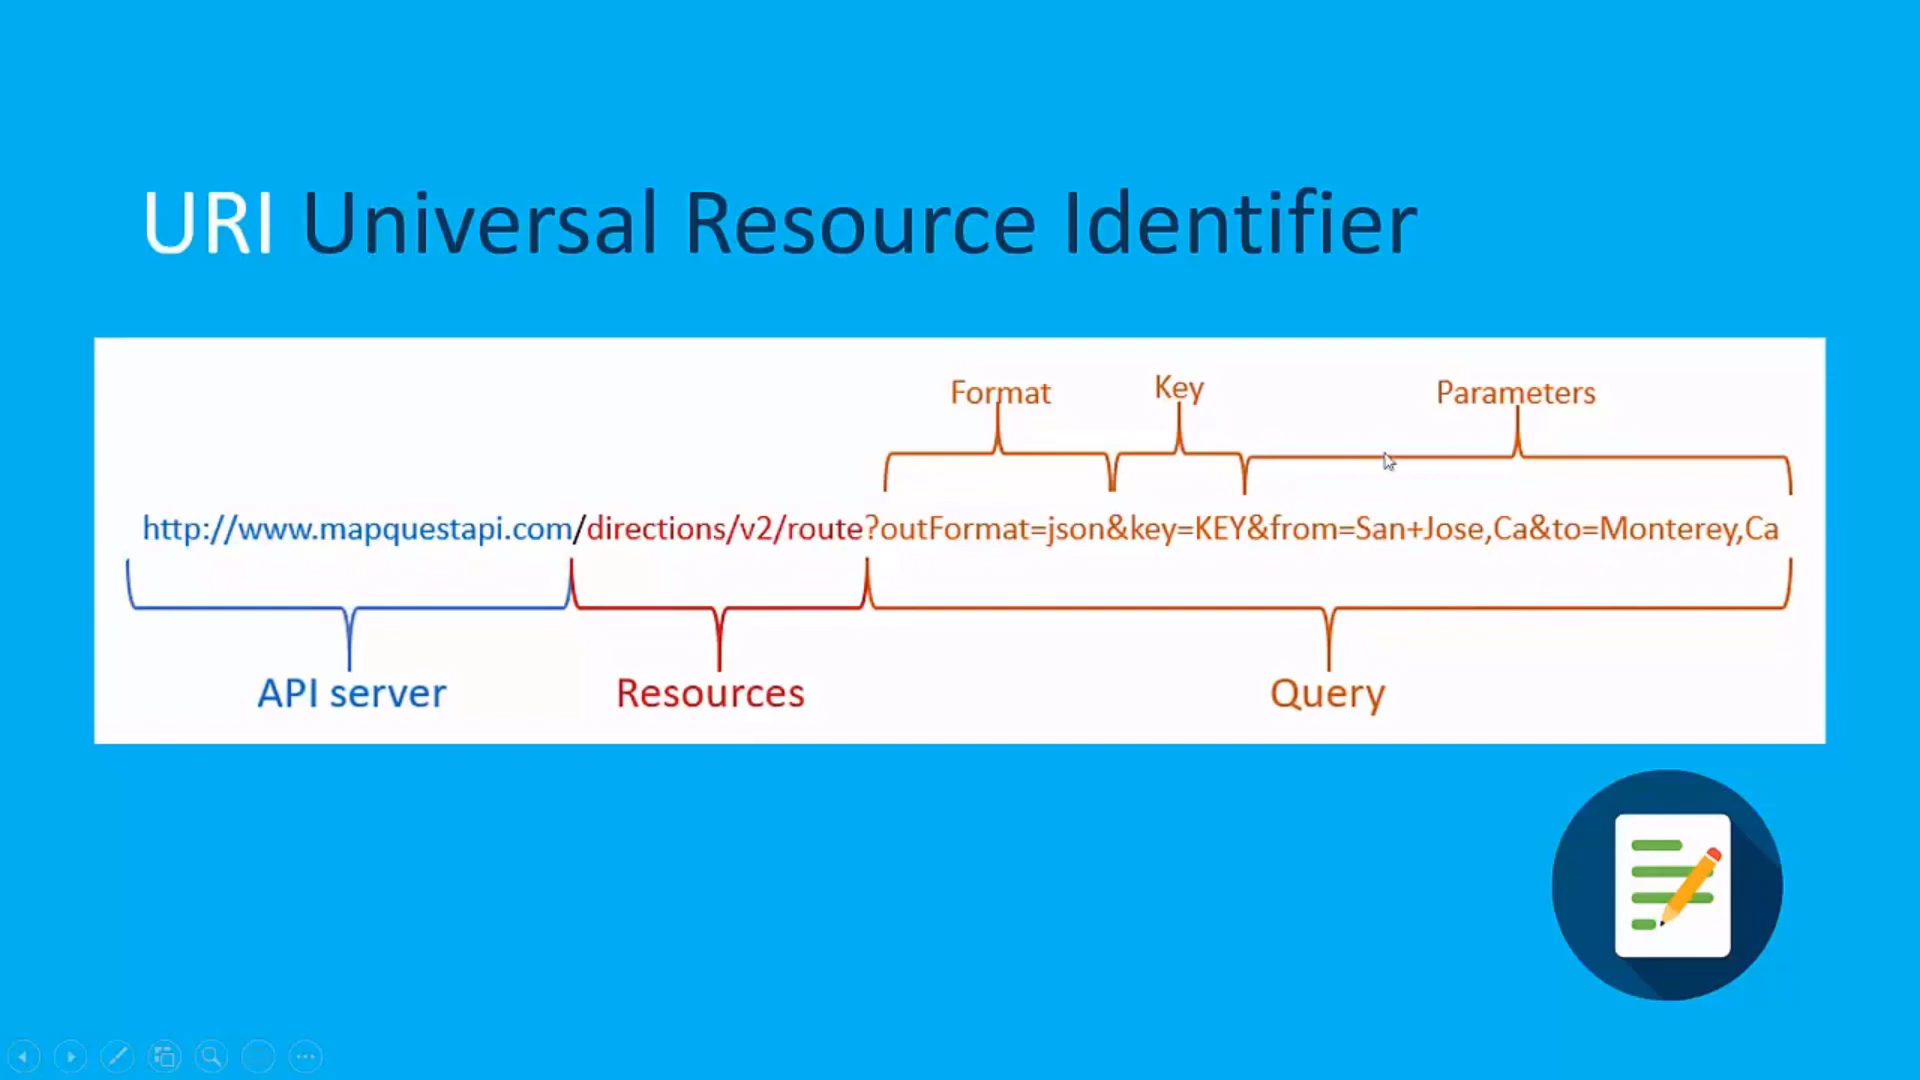 URI Universal Resource Identifier
Format Key Parameters
http://www.mapquestapi.com/directions/v2/route?outFormat=json&key=KEY&from=San+Jose,Ca&to=Monterey,Ca
API server Resources Query